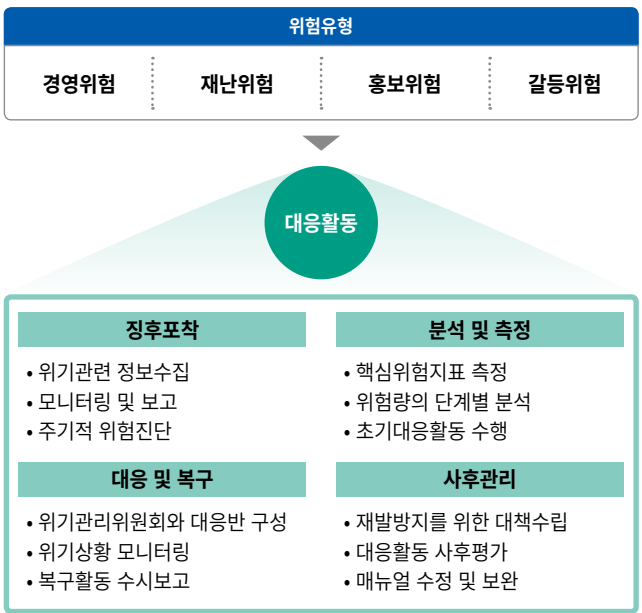 위험유형
경영위험 재난위험 홍보위험 갈등위험
대응활동
징후포착
• 위기관련 정보수집
• 모니터링 및 보고
• 주기적 위험진단
분석 및 측정
• 핵심위험지표 측정
• 위험량의 단계별 분석
• 초기대응활동 수행
대응 및 복구
• 위기관리위원회와 대응반 구성
• 위기상황 모니터링
• 복구활동 수시보고
사후관리
• 재발방지를 위한 대책수립
• 대응활동 사후평가
• 매뉴얼 수정 및 보완